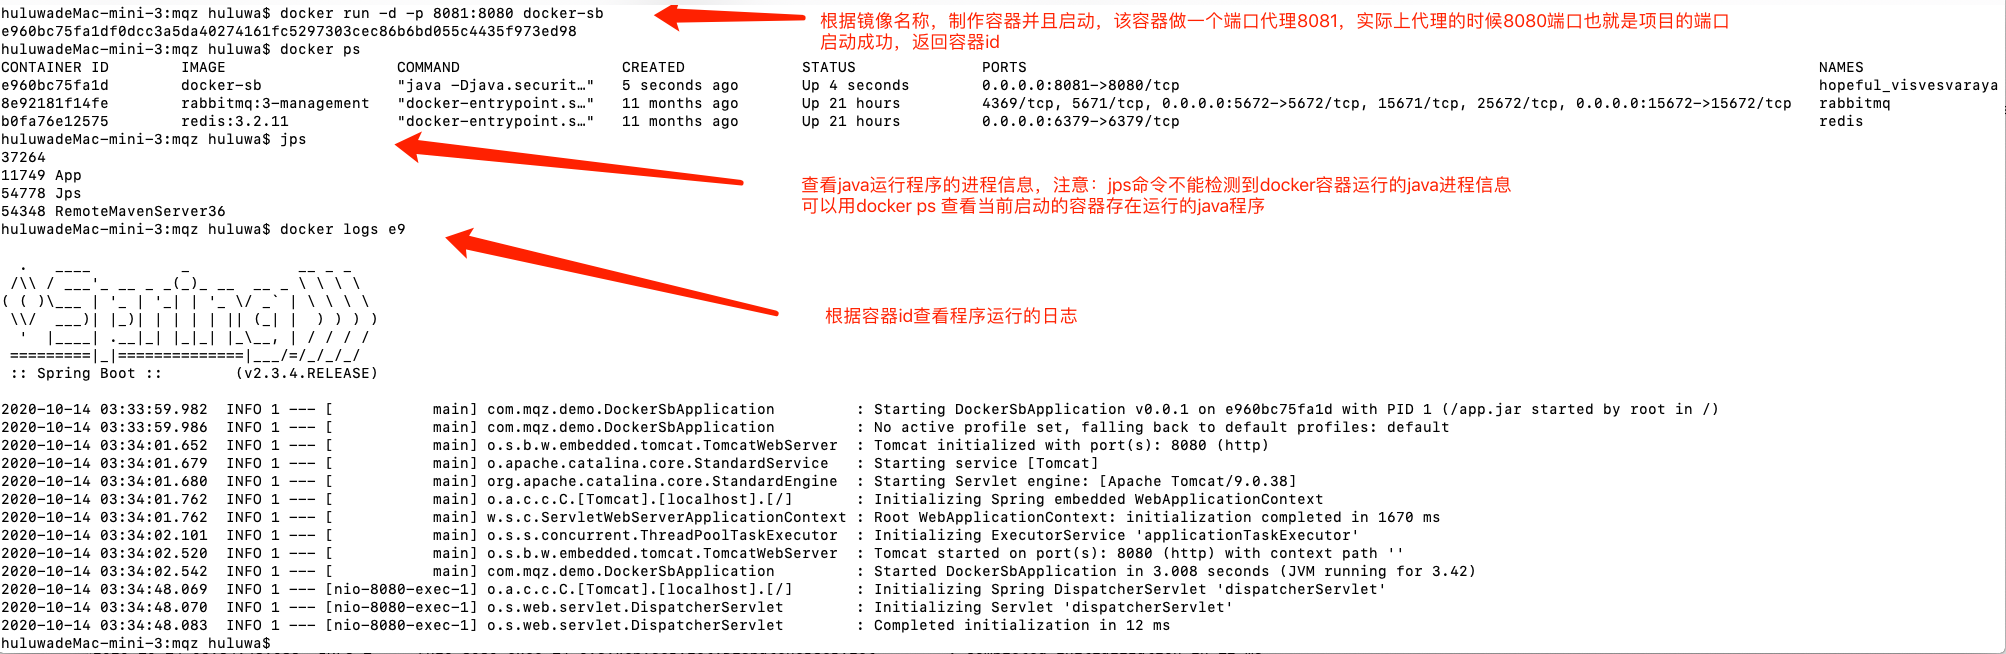 huluwadeMac-mini-3:mqz huluwa$ docker run -d -p 8081:8080 docker-sb
根据镜像名称，制作容器并且启动，该容器做一个端口代理8081，实际上代理的时候8080端口也就是项目的端口
启动成功，返回容器id
e960bc75fa1df0dcc3a5da40274161fc5297303cec86b6bd055c4435f973ed98
huluwadeMac-mini-3:mqz huluwa$ docker ps
CONTAINER ID        IMAGE                   COMMAND                  CREATED             STATUS              PORTS                                                                                        NAMES
e960bc75fa1d        docker-sb               "java -Djava.securit…"   5 seconds ago       Up 4 seconds        0.0.0.0:8081->8080/tcp                                                                       hopeful_visvesvaraya
8e92181f14fe        rabbitmq:3-management   "docker-entrypoint.s…"   11 months ago       Up 21 hours         4369/tcp, 5671/tcp, 0.0.0.0:5672->5672/tcp, 15671/tcp, 25672/tcp, 0.0.0.0:15672->15672/tcp   rabbitmq
b0fa76e12575        redis:3.2.11            "docker-entrypoint.s…"   11 months ago       Up 21 hours         0.0.0.0:6379->6379/tcp                                                                       redis
huluwadeMac-mini-3:mqz huluwa$ jps
37264
11749 App
54778 Jps
54348 RemoteMavenServer36
查看java运行程序的进程信息，注意：jps命令不能检测到docker容器运行的java进程信息
可以用docker ps 查看当前启动的容器存在运行的java程序
huluwadeMac-mini-3:mqz huluwa$ docker logs e9
根据容器id查看程序运行的日志
  .   ____          _            __ _ _
 /\\ / ___'_ __ _ _(_)_ __  __ _ \ \ \ \
( ( )\___ | '_ | '_| | '_ \/ _` | \ \ \ \
 \\/  ___)| |_)| | | | | || (_| |  ) ) ) )
  '  |____| .__|_| |_|_| |_\__, | / / / /
 =========|_|==============|___/=/_/_/_/
 :: Spring Boot ::        (v2.3.4.RELEASE)
2020-10-14 03:33:59.982  INFO 1 --- [           main] com.mqz.demo.DockerSbApplication         : Starting DockerSbApplication v0.0.1 on e960bc75fa1d with PID 1 (/app.jar started by root in /)
2020-10-14 03:33:59.986  INFO 1 --- [           main] com.mqz.demo.DockerSbApplication         : No active profile set, falling back to default profiles: default
2020-10-14 03:34:01.652  INFO 1 --- [           main] o.s.b.w.embedded.tomcat.TomcatWebServer  : Tomcat initialized with port(s): 8080 (http)
2020-10-14 03:34:01.679  INFO 1 --- [           main] o.apache.catalina.core.StandardService   : Starting service [Tomcat]
2020-10-14 03:34:01.680  INFO 1 --- [           main] org.apache.catalina.core.StandardEngine  : Starting Servlet engine: [Apache Tomcat/9.0.38]
2020-10-14 03:34:01.762  INFO 1 --- [           main] o.a.c.c.C.[Tomcat].[localhost].[/]       : Initializing Spring embedded WebApplicationContext
2020-10-14 03:34:01.762  INFO 1 --- [           main] w.s.c.ServletWebServerApplicationContext : Root WebApplicationContext: initialization completed in 1670 ms
2020-10-14 03:34:02.101  INFO 1 --- [           main] o.s.s.concurrent.ThreadPoolTaskExecutor  : Initializing ExecutorService 'applicationTaskExecutor'
2020-10-14 03:34:02.520  INFO 1 --- [           main] o.s.b.w.embedded.tomcat.TomcatWebServer  : Tomcat started on port(s): 8080 (http) with context path ''
2020-10-14 03:34:02.542  INFO 1 --- [           main] com.mqz.demo.DockerSbApplication         : Started DockerSbApplication in 3.008 seconds (JVM running for 3.42)
2020-10-14 03:34:48.069  INFO 1 --- [nio-8080-exec-1] o.a.c.c.C.[Tomcat].[localhost].[/]       : Initializing Spring DispatcherServlet 'dispatcherServlet'
2020-10-14 03:34:48.070  INFO 1 --- [nio-8080-exec-1] o.s.web.servlet.DispatcherServlet        : Initializing Servlet 'dispatcherServlet'
2020-10-14 03:34:48.083  INFO 1 --- [nio-8080-exec-1] o.s.web.servlet.DispatcherServlet        : Completed initialization in 12 ms
huluwadeMac-mini-3:mqz huluwa$